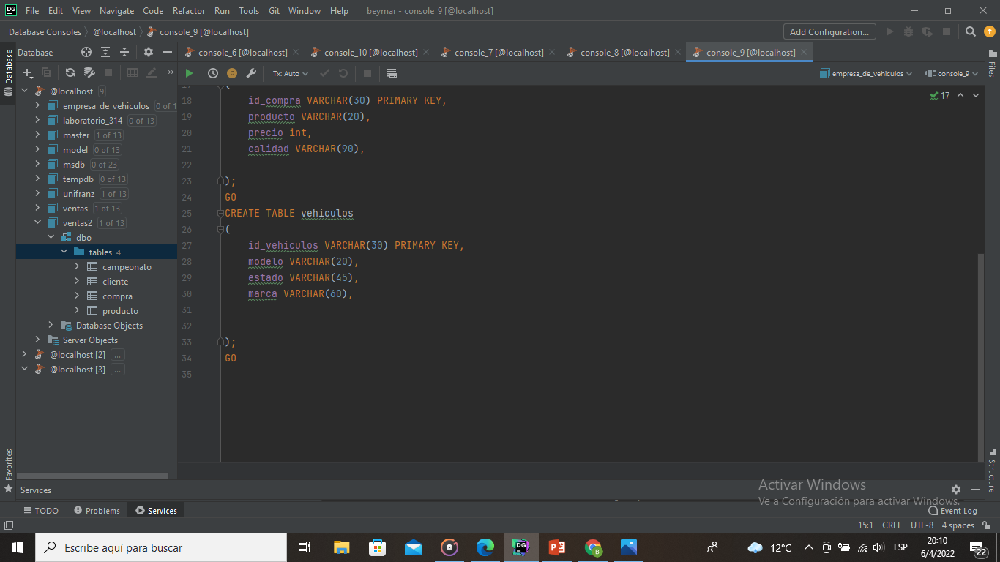 DG File Edit View Navigate Code Refactor Run Tools Git Window Help beymar - console_9 [@localhost]
Database Consoles @localhost console_9 [@localhost] Add Configuration...
Database console_6 [@localhost] console_10 [@localhost] console_7 [@localhost] console_8 [@localhost] console_9 [@localhost]
Tx: Auto empresa_de_vehiculos console_9
Database
Files
@localhost 9
empresa_de_vehiculos 0 of 1
laboratorio_314 0 of 13
master 1 of 13
model 0 of 13
msdb 0 of 23
tempdb 0 of 13
unifranz 1 of 13
ventas 1 of 13
ventas2 1 of 13
dbo
tables 4
campeonato
cliente
compra
producto
Database Objects
Server Objects
@localhost [2] ...
@localhost [3] ...
17 (
17
18 id_compra VARCHAR(30) PRIMARY KEY,
19 producto VARCHAR(20),
20 precio int,
21 calidad VARCHAR(90),
22
23 );
24 GO
25 CREATE TABLE vehiculos
26 (
27 id_vehiculos VARCHAR(30) PRIMARY KEY,
28 modelo VARCHAR(20),
29 estado VARCHAR(45),
30 marca VARCHAR(60),
31
32
33 );
34 GO
35
Favorites
Structure
Services
Activar Windows
Ve a Configuración para activar Windows.
TODO Problems Services Event Log
15:1 CRLF UTF-8 4 spaces
Escribe aquí para buscar
DG
B
12°C ESP
20:10
6/4/2022
22